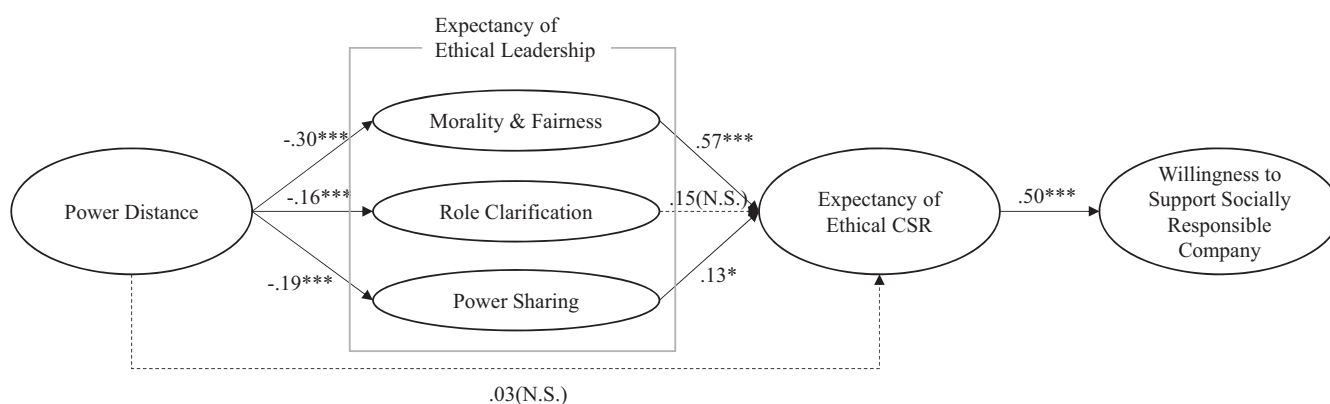 Expectancy of
Ethical Leadership
Morality & Fairness
-.30***
.57***
Power Distance
-.16***
Role Clarification
.15(N.S.)
Expectancy of
Ethical CSR
.50***
Willingness to
Support Socially
Responsible
Company
-.19***
Power Sharing
.13*
.03(N.S.)